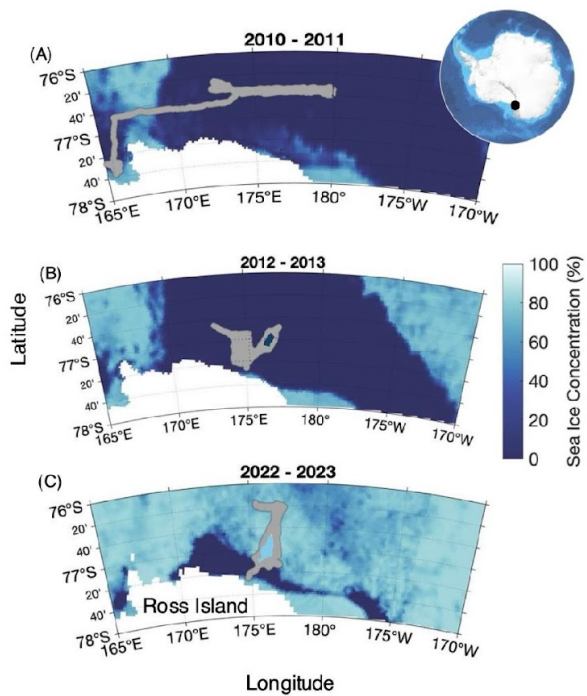 2010 - 2011
(A)
76°S
20'
40'
77°S
20'
40'
78°S
165°E
170°E
175°E
180°
175°W
170°W
2012 - 2013
(B)
76°S
20'
40'
77°S
20'
40'
78°S
165°E
170°E
175°E
180°
175°W
170°W
Latitude
100
80
60
40
20
0
Sea Ice Concentration (%)
2022 - 2023
(C)
76°S
20'
40'
77°S
20'
40'
78°S
Ross Island
165°E
170°E
175°E
180°
175°W
170°W
Longitude